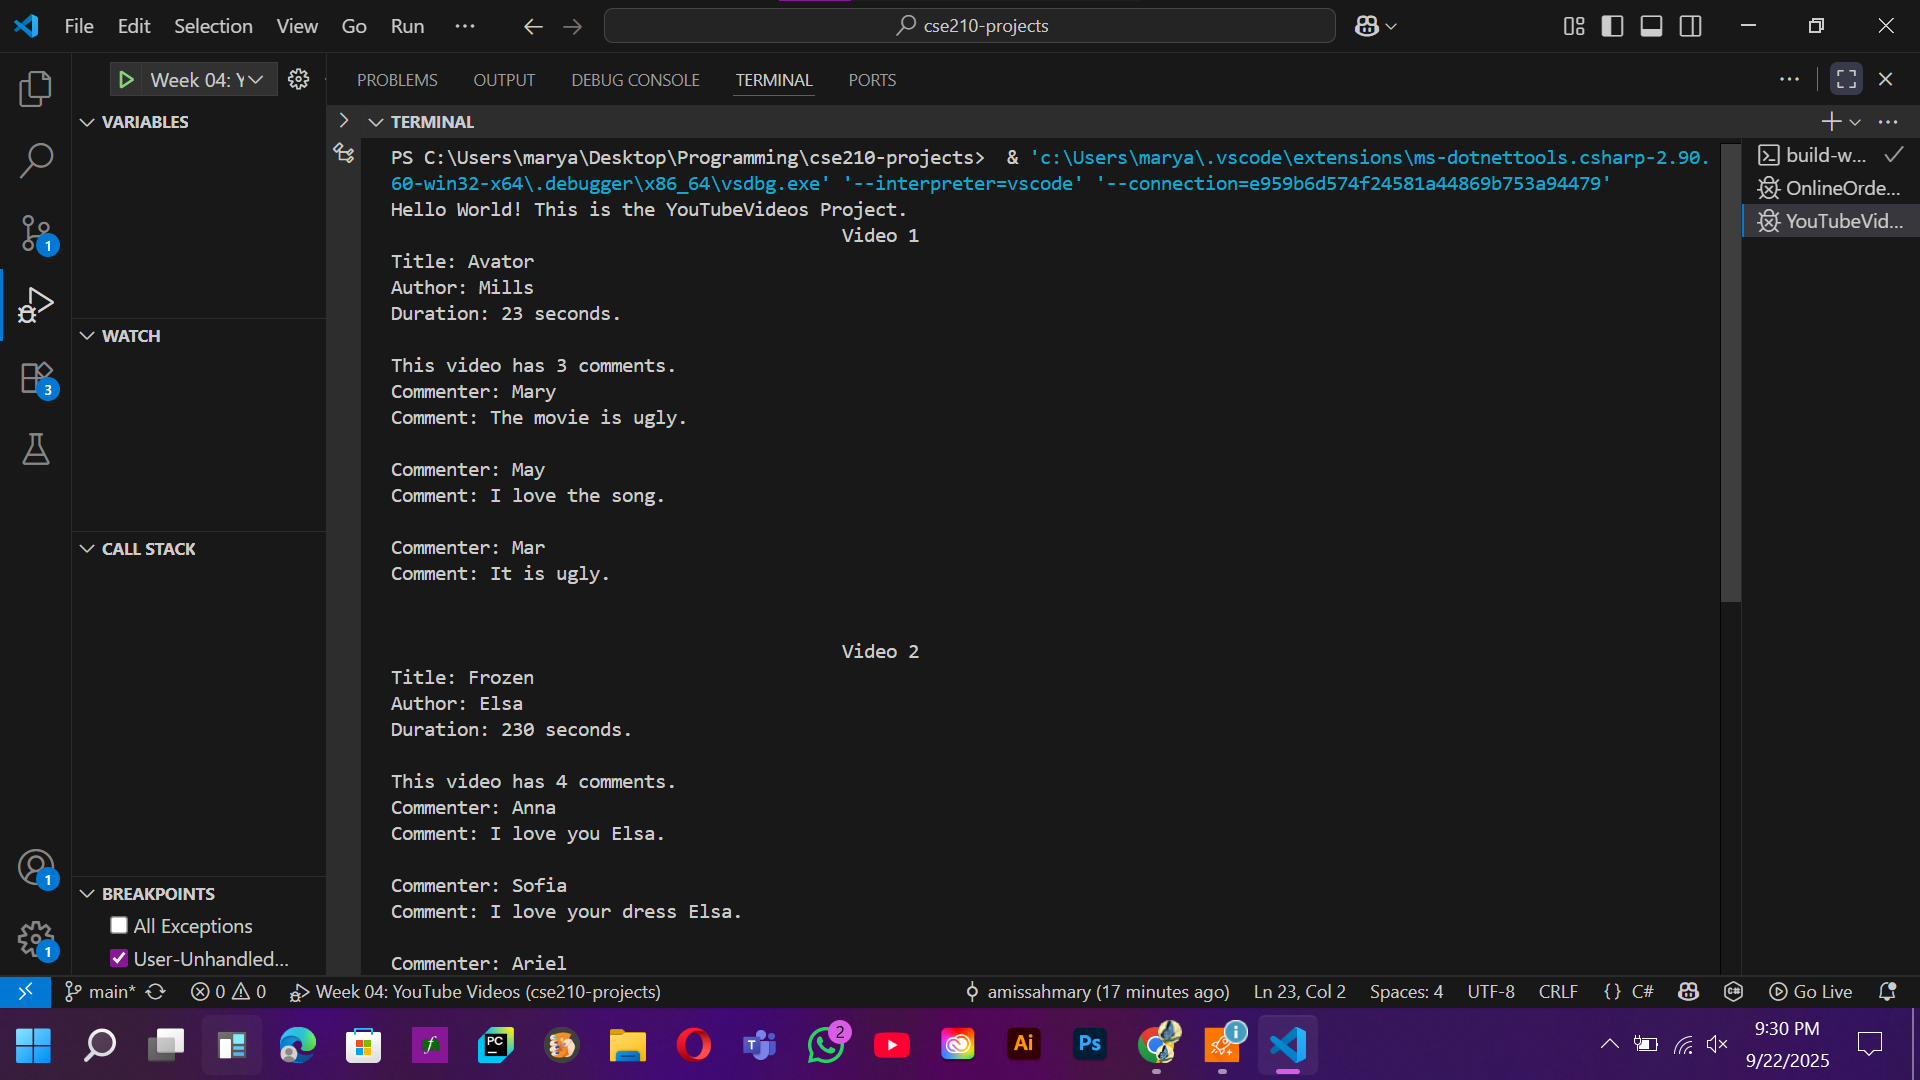 File Edit Selection View Go Run ··· cse210-projects
Week 04: Y
PROBLEMS OUTPUT DEBUG CONSOLE TERMINAL PORTS
VARIABLES
WATCH
CALL STACK
BREAKPOINTS
All Exceptions
User-Unhandled...
TERMINAL
PS C:\Users\marya\Desktop\Programming\cse210-projects>  & 'c:\Users\marya\.vscode\extensions\ms-dotnettools.csharp-2.90.
60-win32-x64\.debugger\x86_64\vsdbg.exe' '--interpreter=vscode' '--connection=e959b6d574f24581a44869b753a94479'
Hello World! This is the YouTubeVideos Project.
Video 1
Title: Avator
Author: Mills
Duration: 23 seconds.
This video has 3 comments.
Commenter: Mary
Comment: The movie is ugly.
Commenter: May
Comment: I love the song.
Commenter: Mar
Comment: It is ugly.
Video 2
Title: Frozen
Author: Elsa
Duration: 230 seconds.
This video has 4 comments.
Commenter: Anna
Comment: I love you Elsa.
Commenter: Sofia
Comment: I love your dress Elsa.
Commenter: Ariel
build-w...
OnlineOrde...
YouTubeVid...
1
3
1
1
main* 0 0 Week 04: YouTube Videos (cse210-projects) amissahmary (17 minutes ago) Ln 23, Col 2 Spaces: 4 UTF-8 CRLF {} C# Go Live
PC
2
Ai
Ps
9:30 PM
9/22/2025